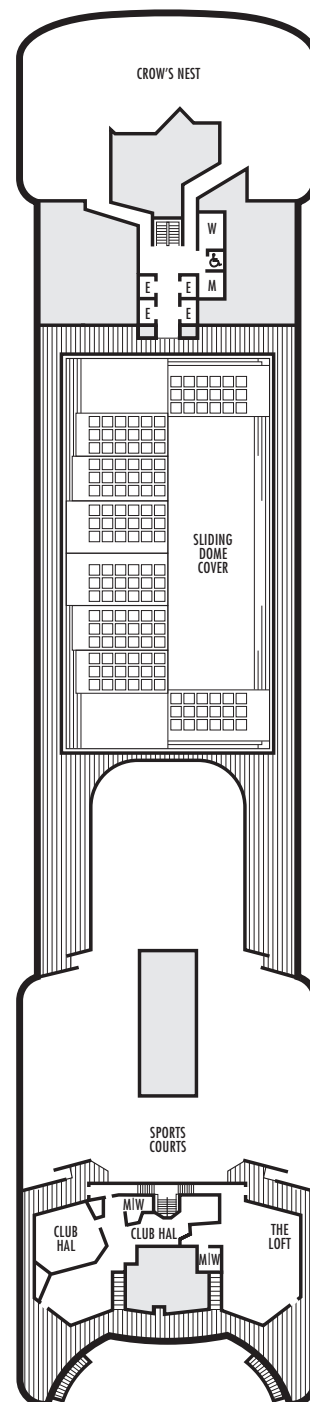 CROW'S NEST
W
M
E
E
E
E
SLIDING
DOME
COVER
SPORTS
COURTS
M|W
CLUB
HAL
CLUB HAL
THE
LOFT
M|W